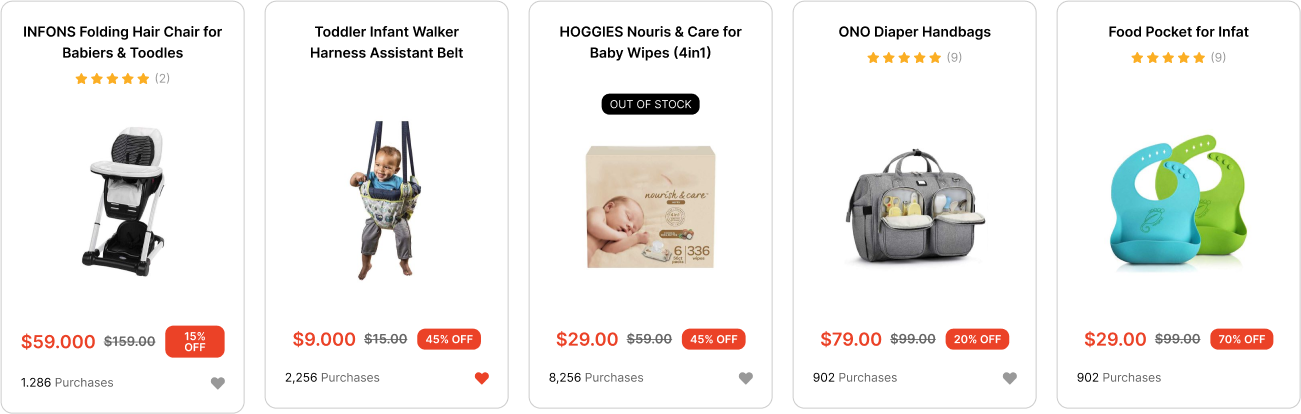 INFONS Folding Hair Chair for
Babiers & Toodles
(2)
$59.000 $159.00 15%
OFF
1.286 Purchases
Toddler Infant Walker
Harness Assistant Belt
$9.000 $15.00 45% OFF
2,256 Purchases
HOGGIES Nouris & Care for
Baby Wipes (4in1)
OUT OF STOCK
nourish & care
6 336
packs wipes
$29.00 $59.00 45% OFF
8,256 Purchases
ONO Diaper Handbags
(9)
$79.00 $99.00 20% OFF
902 Purchases
Food Pocket for Infat
(9)
$29.00 $99.00 70% OFF
902 Purchases